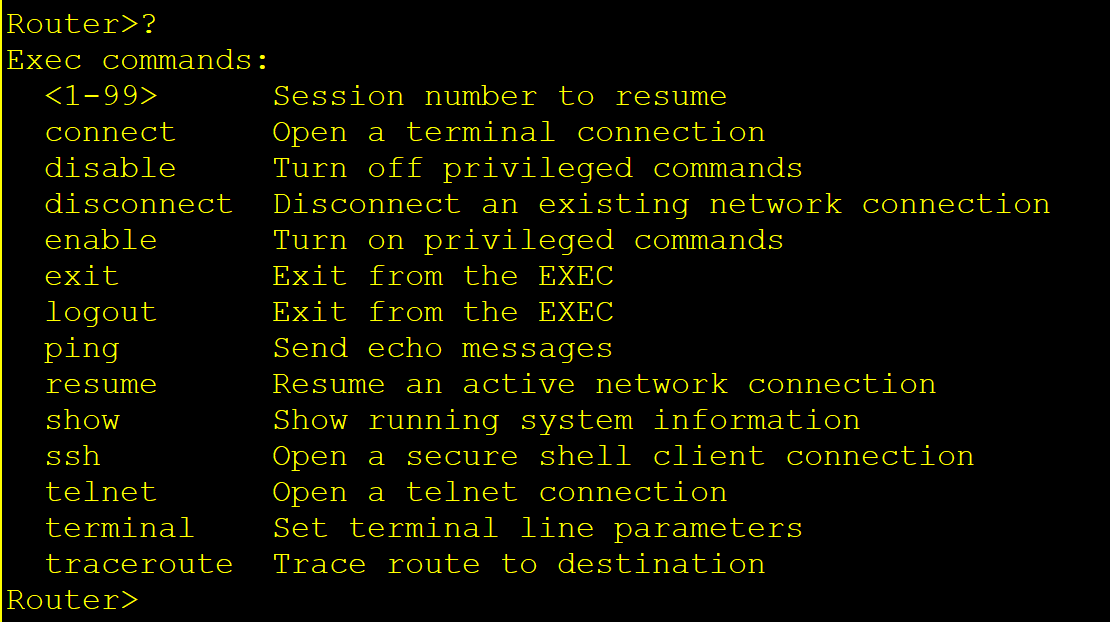 Router>?
Exec commands:
  <1-99>      Session number to resume
  connect     Open a terminal connection
  disable     Turn off privileged commands
  disconnect  Disconnect an existing network connection
  enable      Turn on privileged commands
  exit        Exit from the EXEC
  logout      Exit from the EXEC
  ping        Send echo messages
  resume      Resume an active network connection
  show        Show running system information
  ssh         Open a secure shell client connection
  telnet      Open a telnet connection
  terminal    Set terminal line parameters
  traceroute  Trace route to destination
Router>